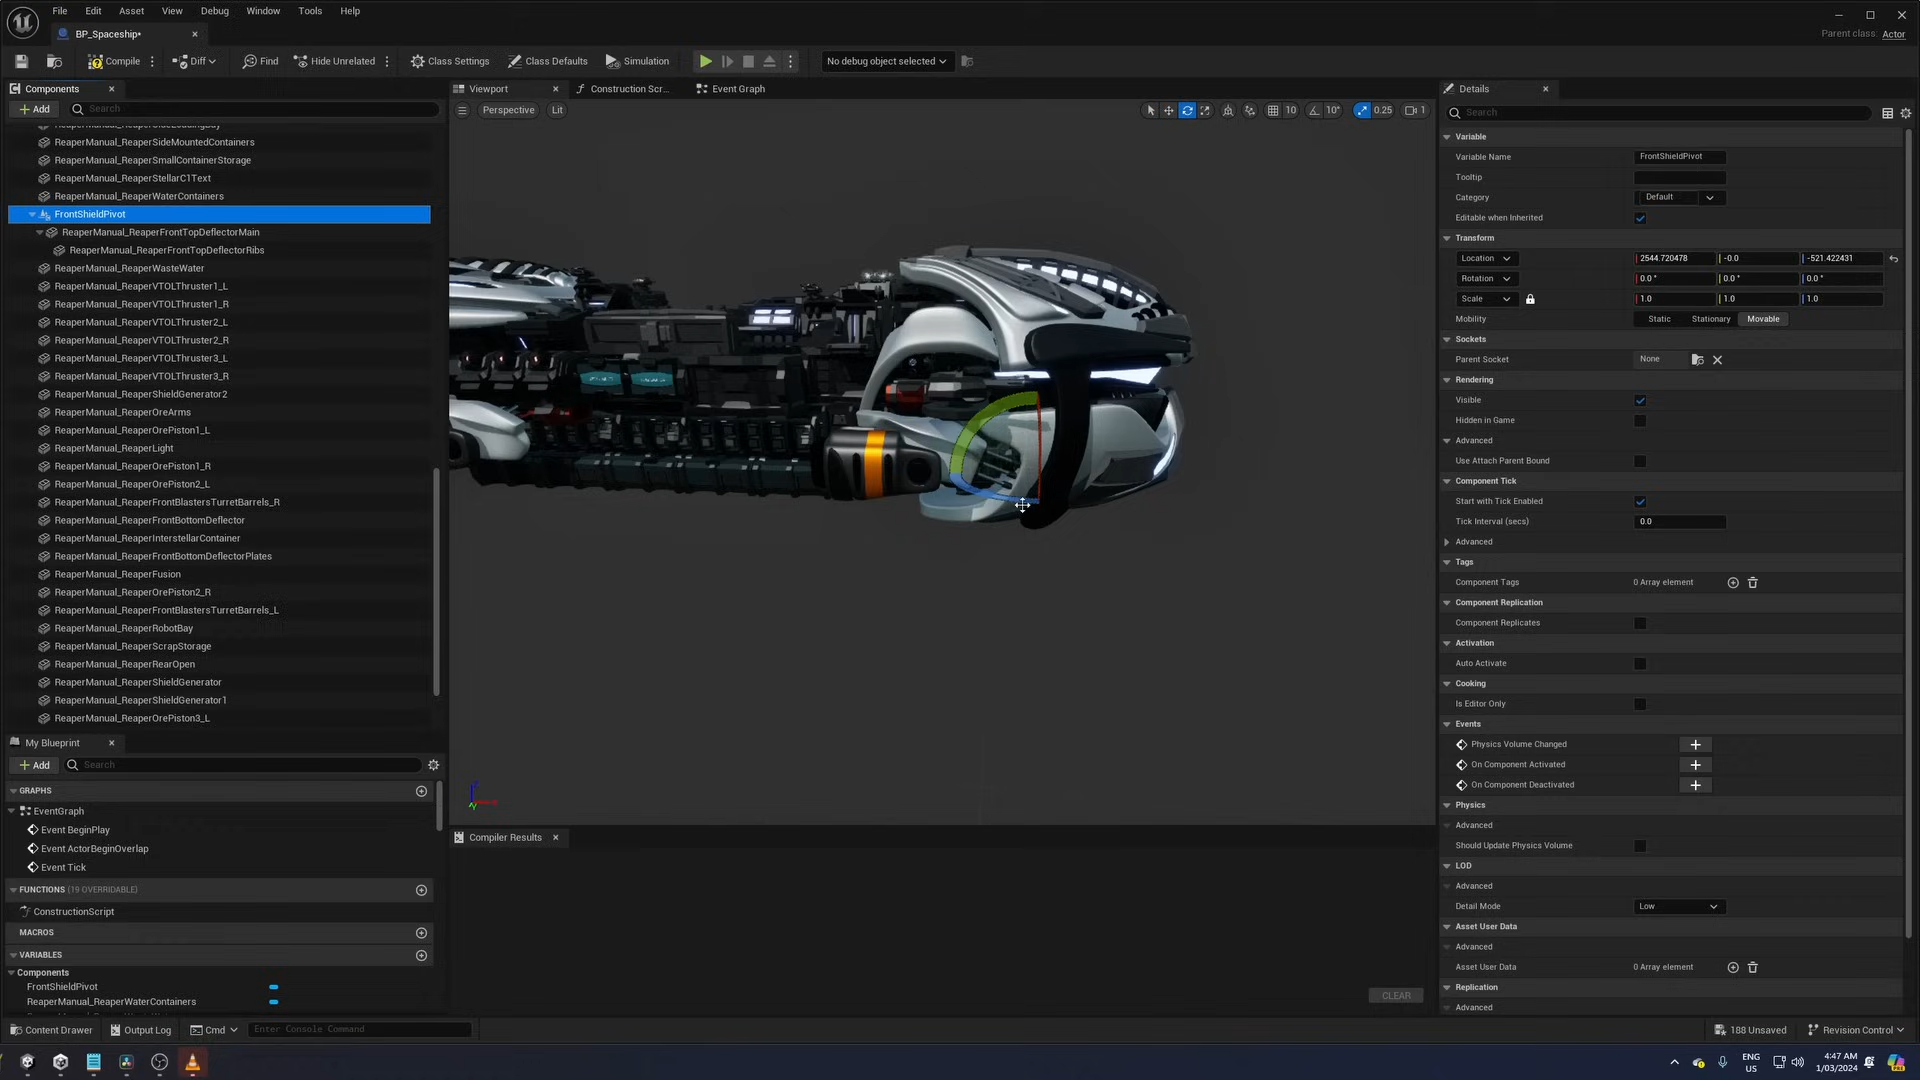 File Edit Asset View Debug Window Tools Help
BP_Spaceship*
Parent class: Actor
Compile Diff Find Hide Unrelated Class Settings Class Defaults Simulation No debug object selected
Components
Add Search
ReaperManual_ReaperSideMountedContainers
ReaperManual_ReaperSmallContainerStorage
ReaperManual_ReaperStellarC1Text
ReaperManual_ReaperWaterContainers
FrontShieldPivot
ReaperManual_ReaperFrontTopDeflectorMain
ReaperManual_ReaperFrontTopDeflectorRibs
ReaperManual_ReaperWasteWater
ReaperManual_ReaperVTOLThruster1_L
ReaperManual_ReaperVTOLThruster1_R
ReaperManual_ReaperVTOLThruster2_L
ReaperManual_ReaperVTOLThruster2_R
ReaperManual_ReaperVTOLThruster3_L
ReaperManual_ReaperVTOLThruster3_R
ReaperManual_ReaperShieldGenerator2
ReaperManual_ReaperOreArms
ReaperManual_ReaperOrePiston1_L
ReaperManual_ReaperLight
ReaperManual_ReaperOrePiston1_R
ReaperManual_ReaperOrePiston2_L
ReaperManual_ReaperFrontBlastersTurretBarrels_R
ReaperManual_ReaperFrontBottomDeflector
ReaperManual_ReaperInterstellarContainer
ReaperManual_ReaperFrontBottomDeflectorPlates
ReaperManual_ReaperFusion
ReaperManual_ReaperOrePiston2_R
ReaperManual_ReaperFrontBlastersTurretBarrels_L
ReaperManual_ReaperRobotBay
ReaperManual_ReaperScrapStorage
ReaperManual_ReaperRearOpen
ReaperManual_ReaperShieldGenerator
ReaperManual_ReaperShieldGenerator1
ReaperManual_ReaperOrePiston3_L
My Blueprint
Add Search
GRAPHS
EventGraph
Event BeginPlay
Event ActorBeginOverlap
Event Tick
FUNCTIONS (19 OVERRIDABLE)
ConstructionScript
MACROS
VARIABLES
Components
FrontShieldPivot
ReaperManual_ReaperWaterContainers
Viewport Construction Scr... Event Graph
Perspective Lit 10 10° 0.25 1
Compiler Results
CLEAR
Details
Search
Variable
Variable Name FrontShieldPivot
Tooltip
Category Default
Editable when Inherited
Transform
Location 2544.720478 -0.0 -521.422431
Rotation 0.0 ° 0.0 ° 0.0 °
Scale 1.0 1.0 1.0
Mobility Static Stationary Movable
Sockets
Parent Socket None
Rendering
Visible
Hidden in Game
Advanced
Use Attach Parent Bound
Component Tick
Start with Tick Enabled
Tick Interval (secs) 0.0
Advanced
Tags
Component Tags 0 Array element
Component Replication
Component Replicates
Activation
Auto Activate
Cooking
Is Editor Only
Events
Physics Volume Changed
On Component Activated
On Component Deactivated
Physics
Advanced
Should Update Physics Volume
LOD
Advanced
Detail Mode Low
Asset User Data
Advanced
Asset User Data 0 Array element
Replication
Advanced
Content Drawer Output Log Cmd Enter Console Command 188 Unsaved Revision Control
ENG
US
4:47 AM
1/03/2024